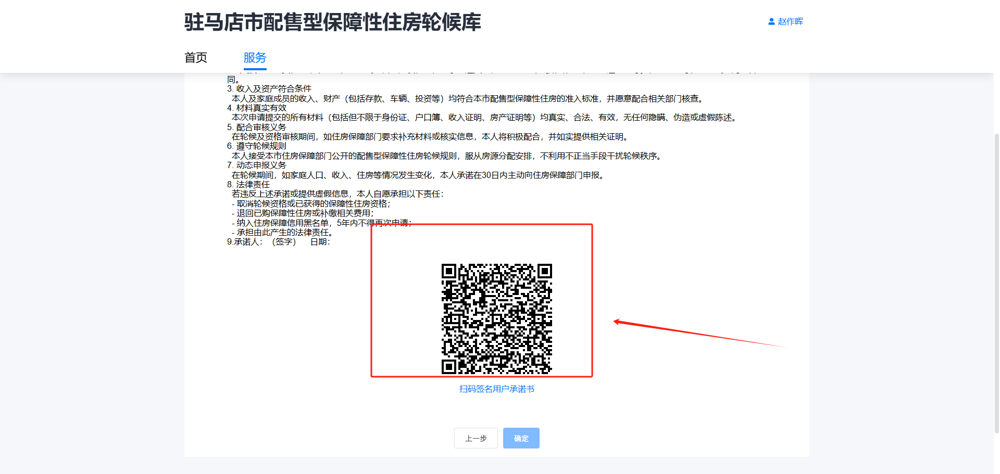 驻马店市配售型保障性住房轮候库
赵作晖
首页
服务
同。
3. 收入及资产符合条件
本人及家庭成员的收入、财产（包括存款、车辆、投资等）均符合本市配售型保障性住房的准入标准，并愿意配合相关部门核查。
4. 材料真实有效
本次申请提交的所有材料（包括但不限于身份证、户口簿、收入证明、房产证明等）均真实、合法、有效，无任何隐瞒、伪造或虚假陈述。
5. 配合审核义务
在轮候及资格审核期间，如住房保障部门要求补充材料或核实信息，本人将积极配合，并如实提供相关证明。
6. 遵守轮候规则
本人接受本市住房保障部门公开的配售型保障性住房轮候规则，服从房源分配安排，不利用不正当手段干扰轮候秩序。
7. 动态申报义务
在轮候期间，如家庭人口、收入、住房等情况发生变化，本人承诺在30日内主动向住房保障部门申报。
8. 法律责任
若违反上述承诺或提供虚假信息，本人自愿承担以下责任：
- 取消轮候资格或已获得的保障性住房资格；
- 退回已购保障性住房或补缴相关费用；
- 纳入住房保障信用黑名单，5年内不得再次申请；
- 承担由此产生的法律责任。
9.承诺人：（签字） 日期：
扫码签名用户承诺书
上一步
确定